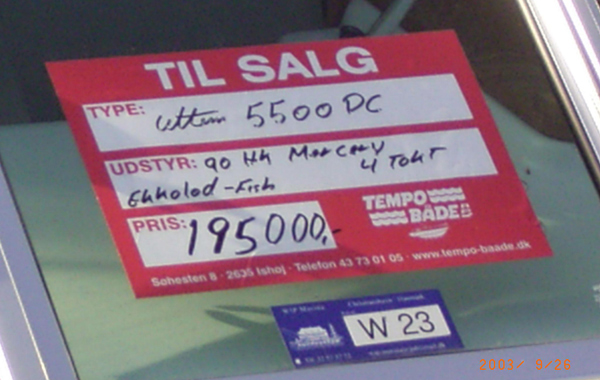 TIL SALG
TYPE: Uttern 5500 DC
UDSTYR: 90 HK MERCURY
4 TAKT
Ekkolod - Fish
PRIS: 195000,-
TEMPO
BÅDE
Søhesten 8 · 2635 Ishøj · Telefon 43 73 01 05 · www.tempo-baade.dk
W 23
2003/ 6/26